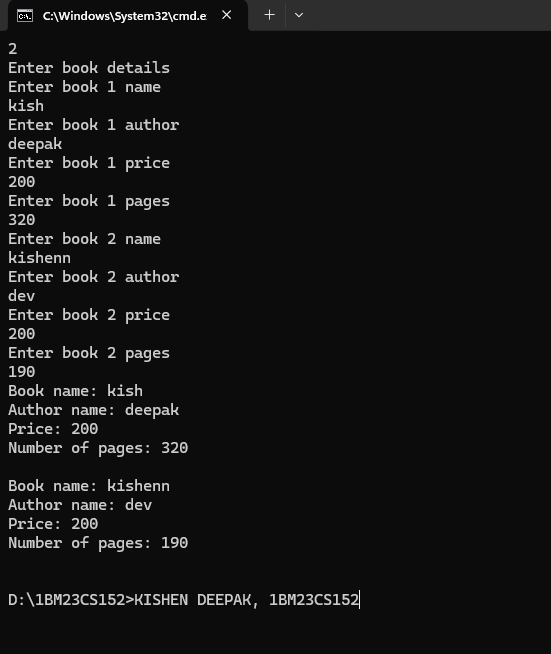 C:\Windows\System32\cmd.e
2
Enter book details
Enter book 1 name
kish
Enter book 1 author
deepak
Enter book 1 price
200
Enter book 1 pages
320
Enter book 2 name
kishenn
Enter book 2 author
dev
Enter book 2 price
200
Enter book 2 pages
190
Book name: kish
Author name: deepak
Price: 200
Number of pages: 320
Book name: kishenn
Author name: dev
Price: 200
Number of pages: 190
D:\1BM23CS152>KISHEN DEEPAK, 1BM23CS152